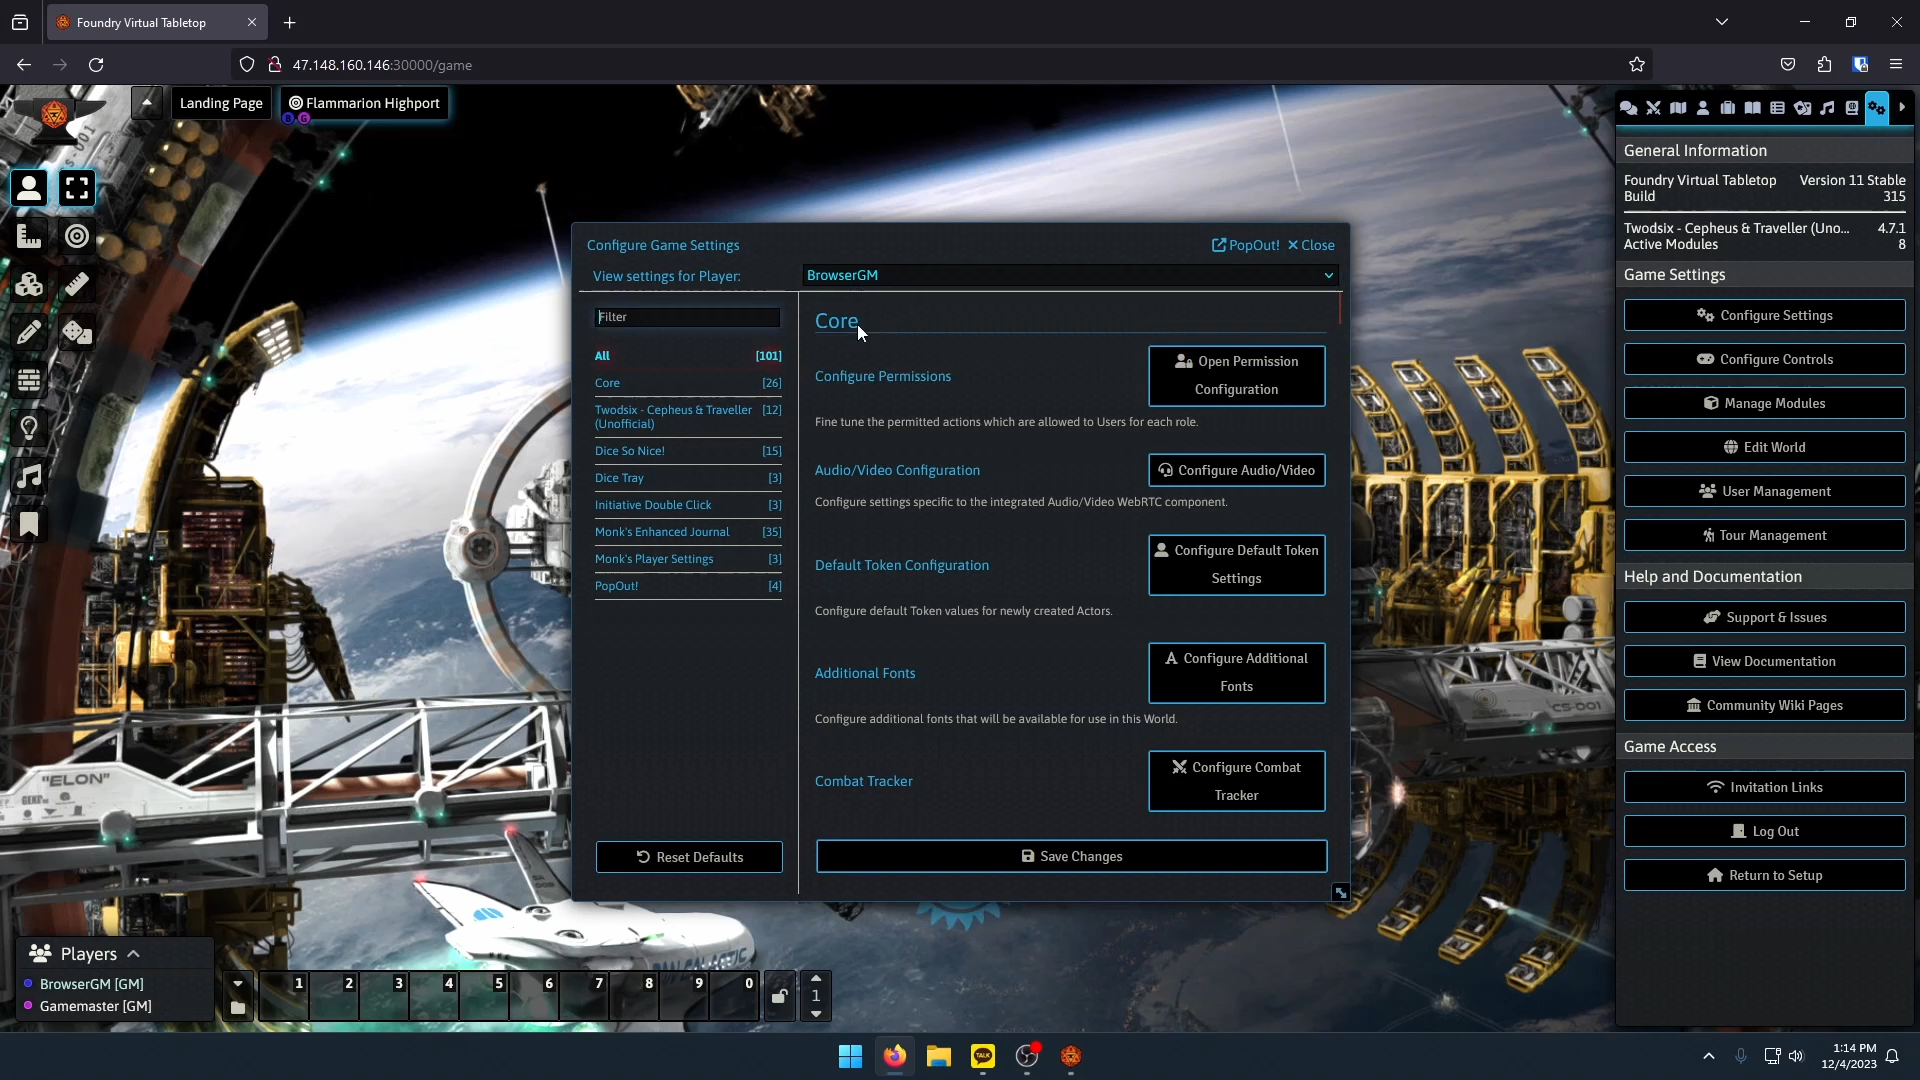 Foundry Virtual Tabletop
47.148.160.146:30000/game
Landing Page
Flammarion Highport
B G
Configure Game Settings
PopOut!
Close
View settings for Player:
BrowserGM
Filter
All [101]
Core [26]
Twodsix - Cepheus & Traveller [12]
(Unofficial)
Dice So Nice! [15]
Dice Tray [3]
Initiative Double Click [3]
Monk's Enhanced Journal [35]
Monk's Player Settings [3]
PopOut! [4]
Reset Defaults
Core
Configure Permissions
Open Permission
Configuration
Fine tune the permitted actions which are allowed to Users for each role.
Audio/Video Configuration
Configure Audio/Video
Configure settings specific to the integrated Audio/Video WebRTC component.
Default Token Configuration
Configure Default Token
Settings
Configure default Token values for newly created Actors.
Additional Fonts
Configure Additional
Fonts
Configure additional fonts that will be available for use in this World.
Combat Tracker
Configure Combat
Tracker
Save Changes
General Information
Foundry Virtual Tabletop Version 11 Stable
Build 315
Twodsix - Cepheus & Traveller (Uno... 4.7.1
Active Modules 8
Game Settings
Configure Settings
Configure Controls
Manage Modules
Edit World
User Management
Tour Management
Help and Documentation
Support & Issues
View Documentation
Community Wiki Pages
Game Access
Invitation Links
Log Out
Return to Setup
"ELON"
CS-001
PAN GALACTIC
Players
BrowserGM [GM]
Gamemaster [GM]
1 2 3 4 5 6 7 8 9 0
1
TALK
1:14 PM
12/4/2023